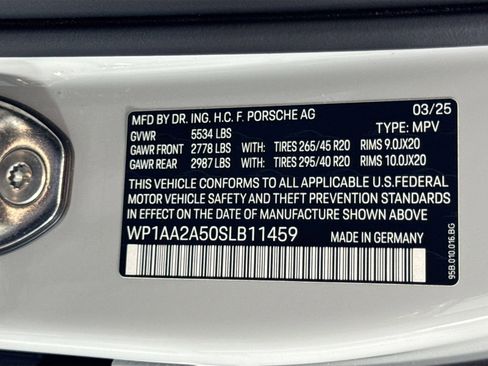 MFD BY DR. ING. H.C. F. PORSCHE AG 03/25
GVWR 5534 LBS TYPE: MPV
GAWR FRONT 2778 LBS WITH: TIRES 265/45 R20 RIMS 9.0JX20
GAWR REAR 2987 LBS WITH: TIRES 295/40 R20 RIMS 10.0JX20
THIS VEHICLE CONFORMS TO ALL APPLICABLE U.S.FEDERAL
MOTOR VEHICLE SAFETY AND THEFT PREVENTION STANDARDS
IN EFFECT ON THE DATE OF MANUFACTURE SHOWN ABOVE
WP1AA2A50SLB11459 MADE IN GERMANY
95B.010.016.BG